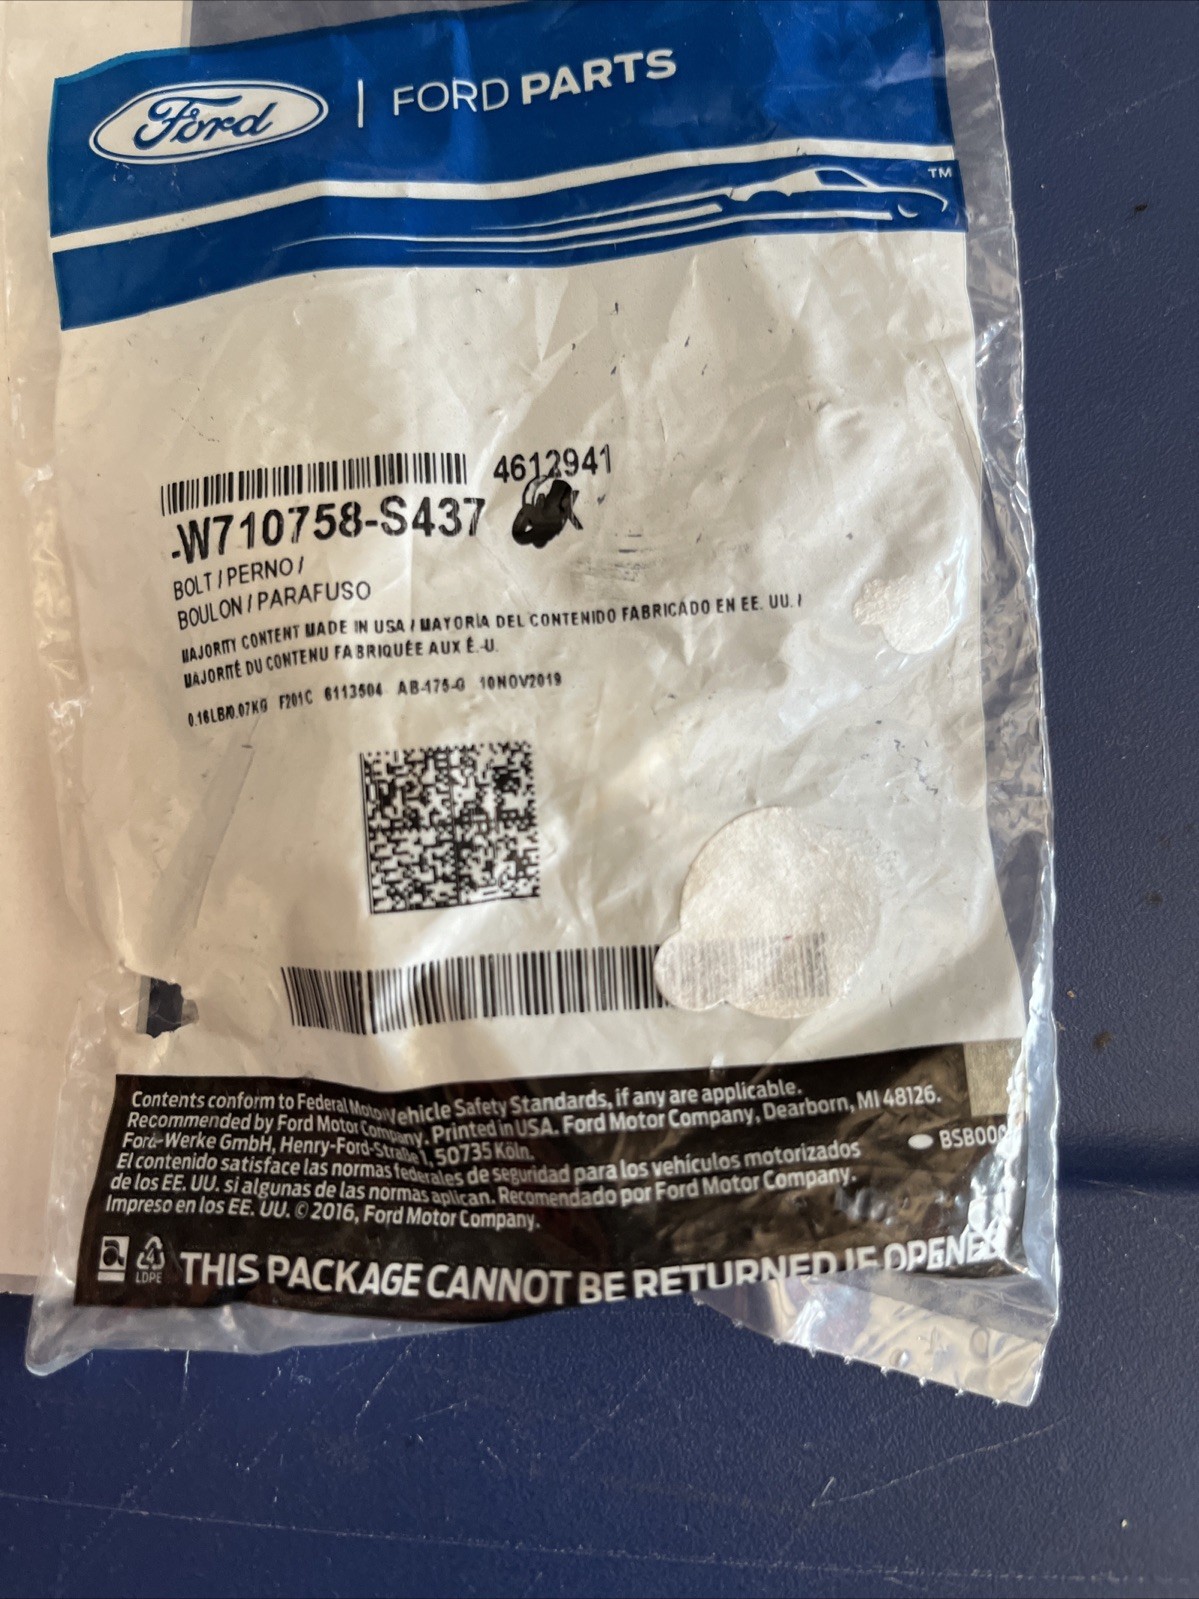 Ford | FORD PARTS
TM
4612941
-W710758-S437
BOLT / PERNO /
BOULON / PARAFUSO
MAJORITY CONTENT MADE IN USA / MAYORÍA DEL CONTENIDO FABRICADO EN EE. UU. /
MAJORITÉ DU CONTENU FABRIQUÉE AUX É.-U.
0.16LB/0.07KG F201C 6113504 AB-175-G 10NOV2019
Contents conform to Federal Motor Vehicle Safety Standards, if any are applicable.
Recommended by Ford Motor Company. Printed in USA. Ford Motor Company, Dearborn, MI 48126.
Ford-Werke GmbH, Henry-Ford-Straße 1, 50735 Köln.
El contenido satisface las normas federales de seguridad para los vehículos motorizados
de los EE. UU. si algunas de las normas aplican. Recomendado por Ford Motor Company.
Impreso en los EE. UU. © 2016, Ford Motor Company.
BSB000
4
LDPE
THIS PACKAGE CANNOT BE RETURNED IF OPENED